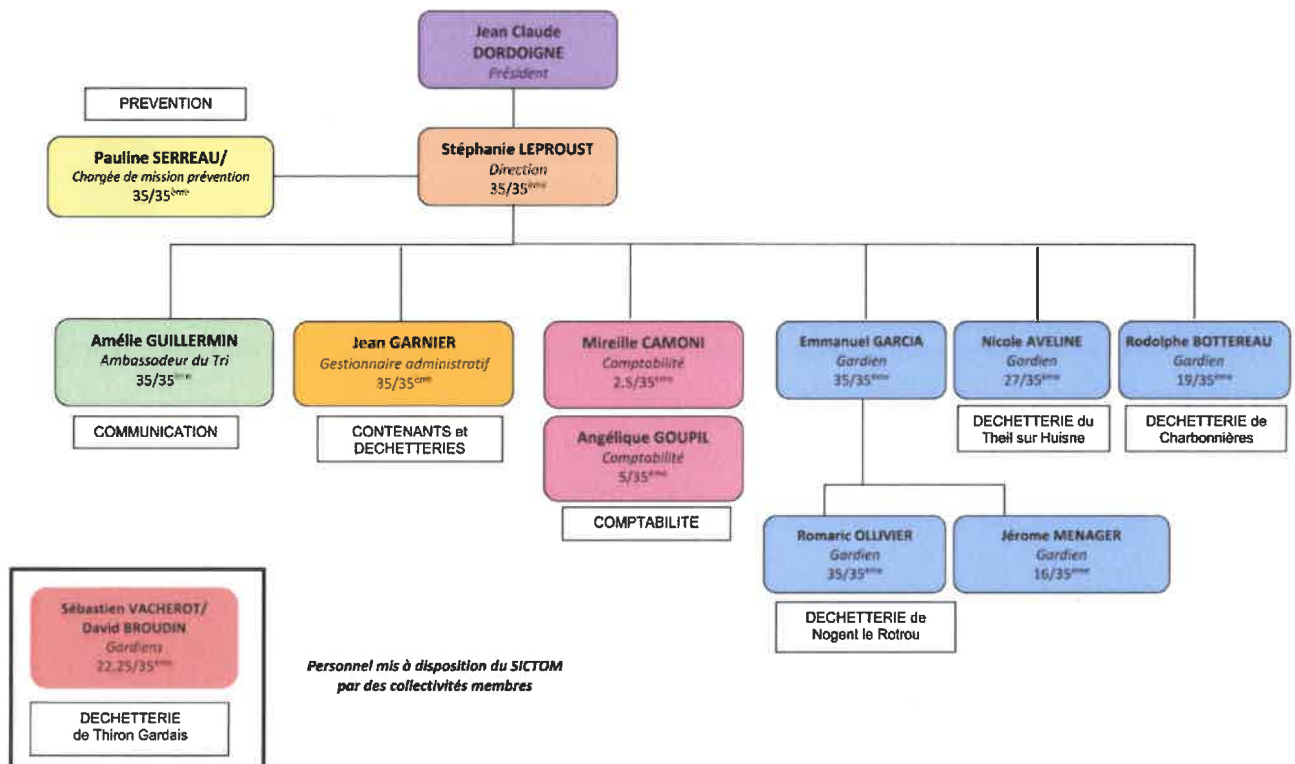 Jean Claude
DORDOIGNE
Président
PREVENTION
Pauline SERREAU/
Chargée de mission prévention
35/35ème
Stéphanie LEPROUST
Direction
35/35ème
Amélie GUILLERMIN
Ambassadeur du Tri
35/35ème
COMMUNICATION
Jean GARNIER
Gestionnaire administratif
35/35ème
CONTENANTS et
DECHETTERIES
Mireille CAMONI
Comptabilité
2,5/35ème
Angélique GOUPIL
Comptabilité
5/35ème
COMPTABILITE
Emmanuel GARCIA
Gardien
35/35ème
Nicole AVELINE
Gardien
27/35ème
DECHETTERIE du
Theil sur Huisne
Rodolphe BOTTEREAU
Gardien
19/35ème
DECHETTERIE de
Charbonnières
Romaric OLLIVIER
Gardien
35/35ème
DECHETTERIE de
Nogent le Rotrou
Jérome MENAGER
Gardien
16/35ème
Sébastien VACHEROT/
David BROUDIN
Gardiens
22,25/35ème
DECHETTERIE
de Thiron Gardais
Personnel mis à disposition du SICTOM
par des collectivités membres